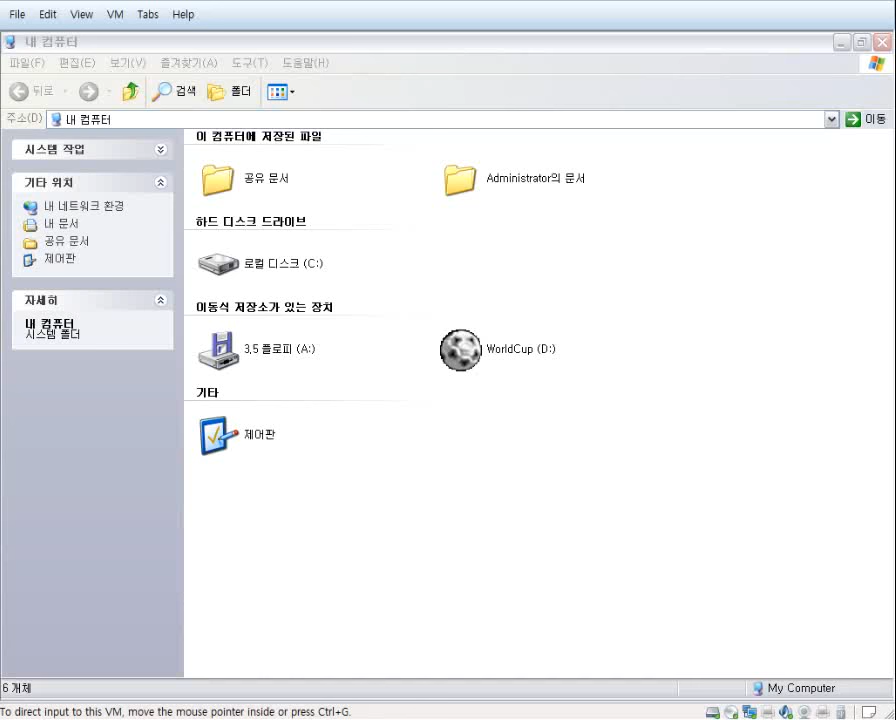 File Edit View VM Tabs Help
내 컴퓨터
파일(F) 편집(E) 보기(V) 즐겨찾기(A) 도구(T) 도움말(H)
뒤로 검색 폴더
주소(D) 내 컴퓨터 이동
시스템 작업
기타 위치
내 네트워크 환경
내 문서
공유 문서
제어판
자세히
내 컴퓨터
시스템 폴더
이 컴퓨터에 저장된 파일
공유 문서 Administrator의 문서
하드 디스크 드라이브
로컬 디스크 (C:)
이동식 저장소가 있는 장치
3.5 플로피 (A:) WorldCup (D:)
기타
제어판
6 개체 My Computer
To direct input to this VM, move the mouse pointer inside or press Ctrl+G.